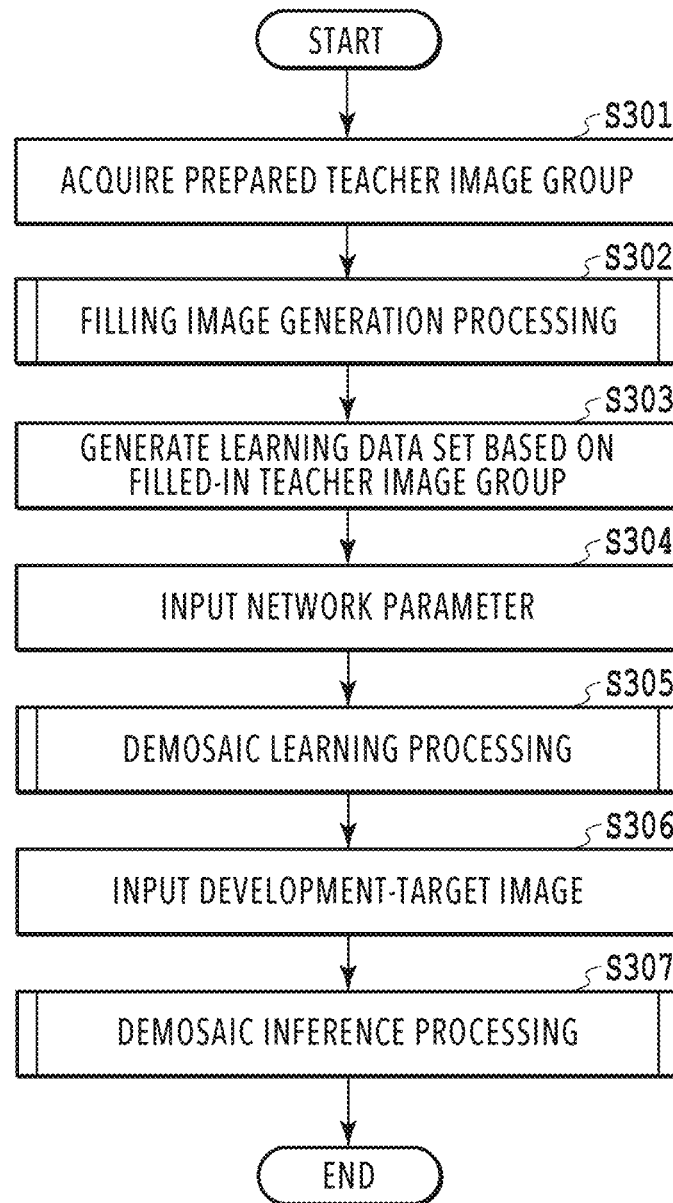 START
S301
ACQUIRE PREPARED TEACHER IMAGE GROUP
S302
FILLING IMAGE GENERATION PROCESSING
S303
GENERATE LEARNING DATA SET BASED ON
FILLED-IN TEACHER IMAGE GROUP
S304
INPUT NETWORK PARAMETER
S305
DEMOSAIC LEARNING PROCESSING
S306
INPUT DEVELOPMENT-TARGET IMAGE
S307
DEMOSAIC INFERENCE PROCESSING
END